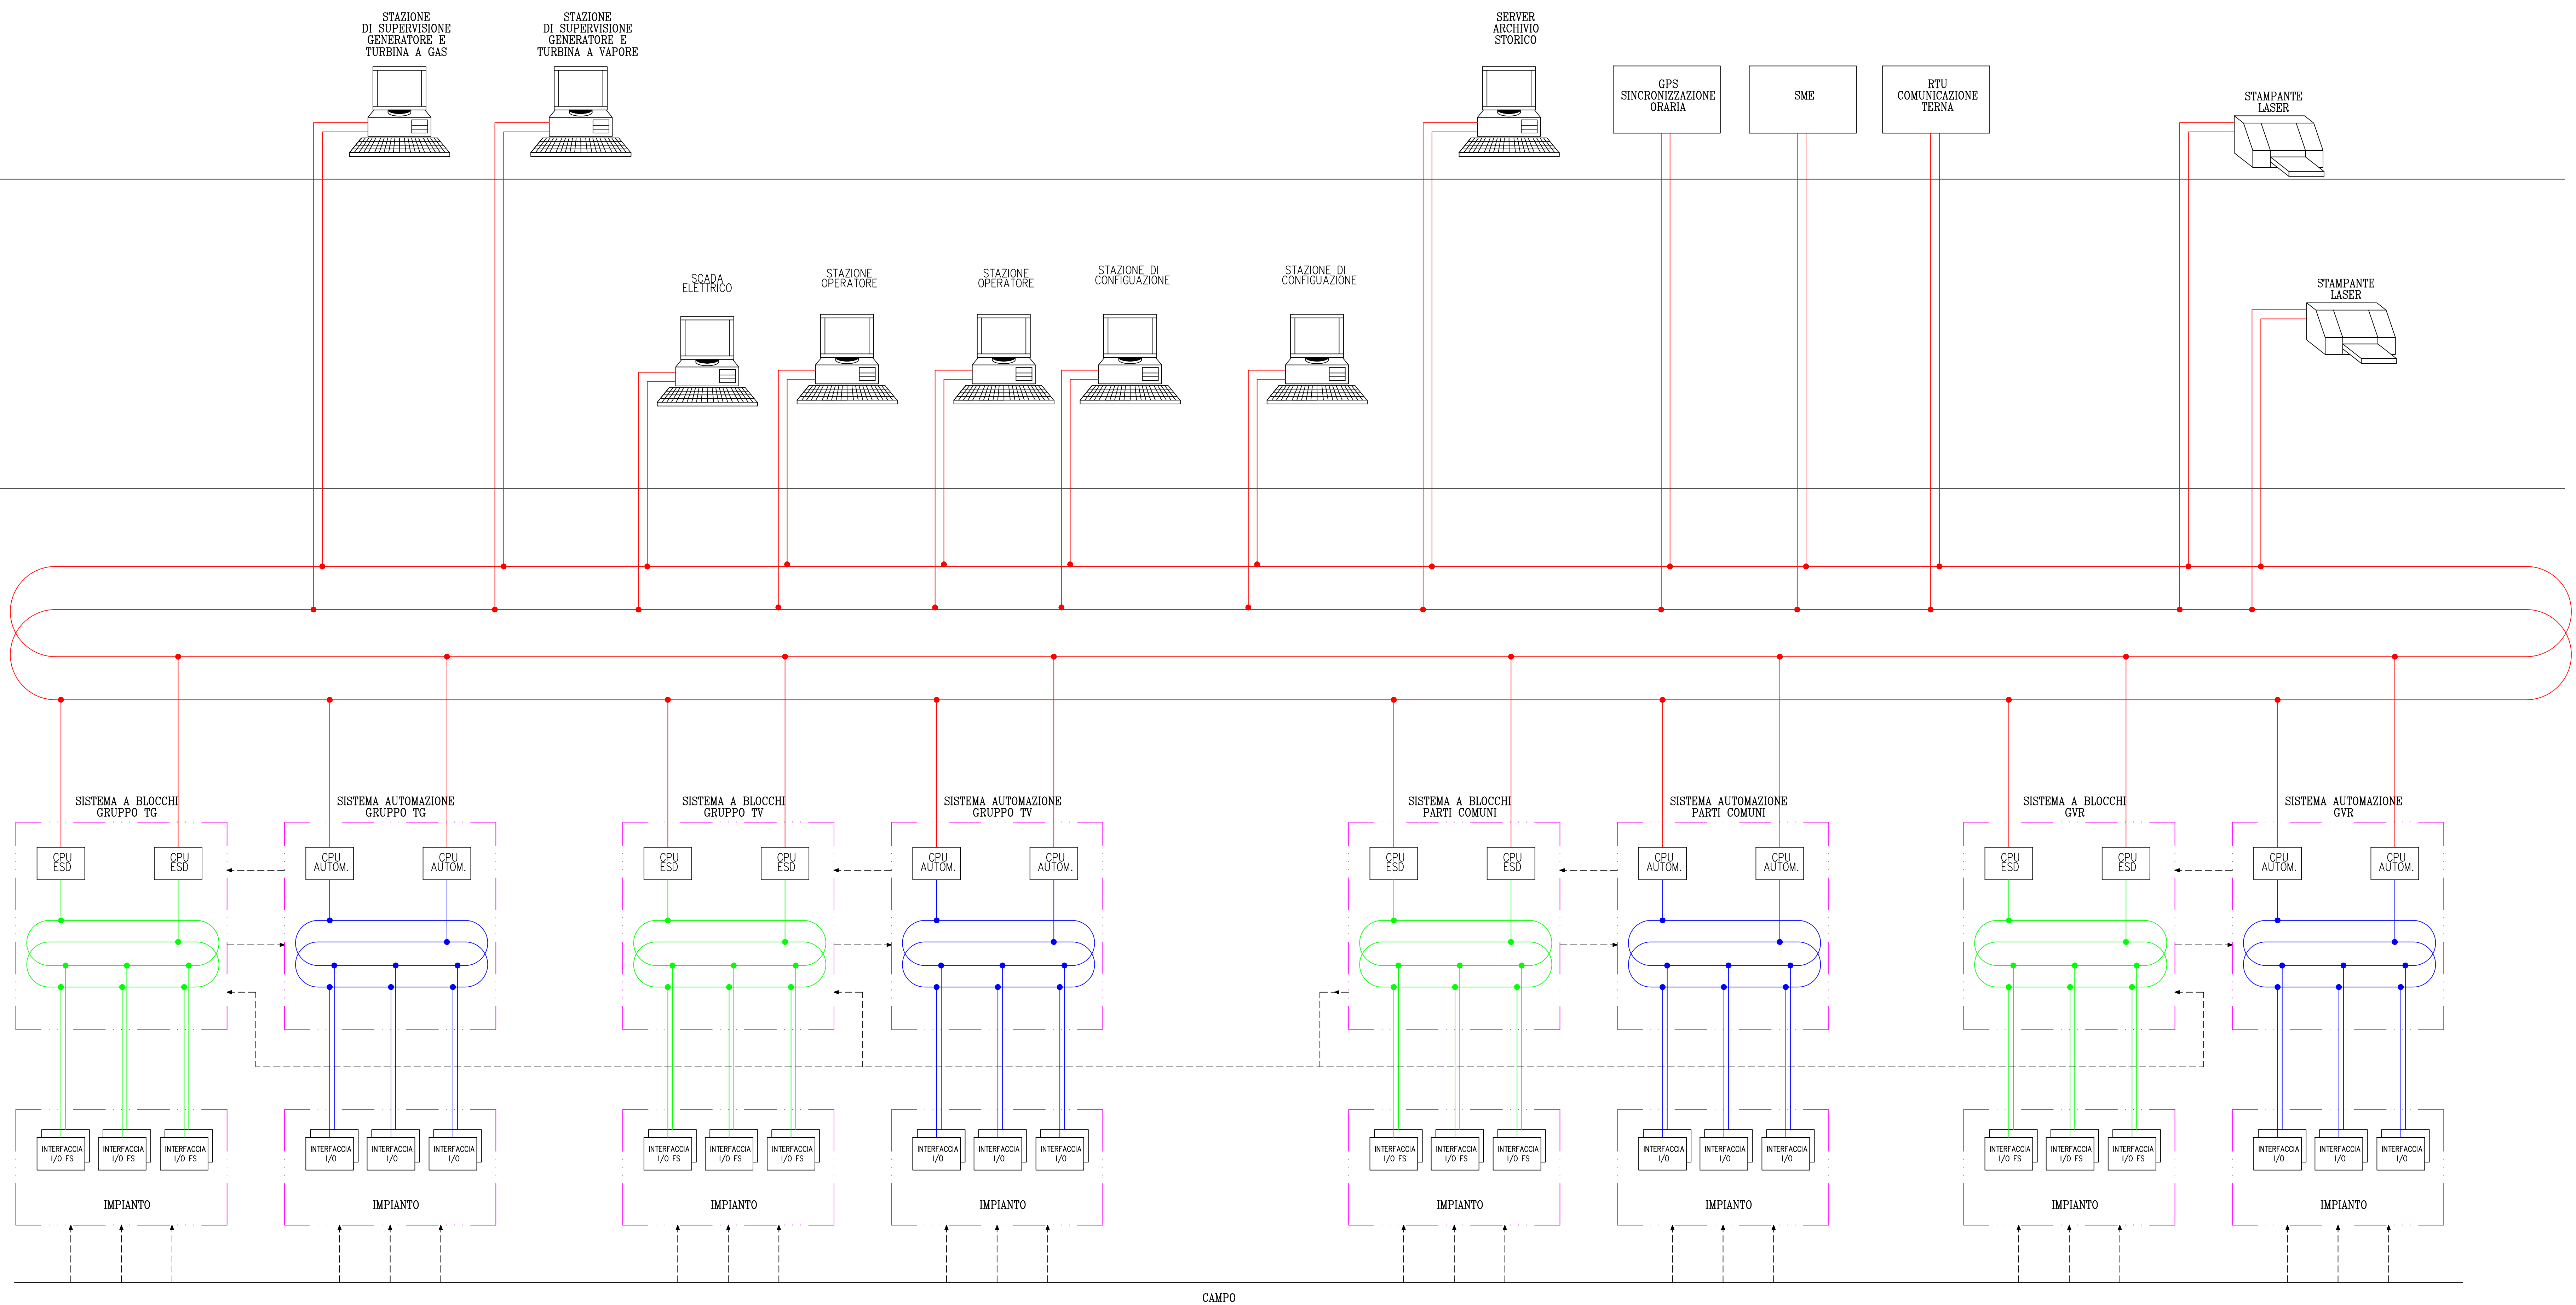 STAZIONE
DI SUPERVISIONE
GENERATORE E
TURBINA A GAS
STAZIONE
DI SUPERVISIONE
GENERATORE E
TURBINA A VAPORE
SERVER
ARCHIVIO
STORICO
GPS
SINCRONIZZAZIONE
ORARIA
SME
RTU
COMUNICAZIONE
TERNA
STAMPANTE
LASER
SCADA
ELETTRICO
STAZIONE
OPERATORE
STAZIONE
OPERATORE
STAZIONE DI
CONFIGUAZIONE
STAZIONE DI
CONFIGUAZIONE
STAMPANTE
LASER
SISTEMA A BLOCCHI
GRUPPO TG
SISTEMA AUTOMAZIONE
GRUPPO TG
SISTEMA A BLOCCHI
GRUPPO TV
SISTEMA AUTOMAZIONE
GRUPPO TV
SISTEMA A BLOCCHI
PARTI COMUNI
SISTEMA AUTOMAZIONE
PARTI COMUNI
SISTEMA A BLOCCHI
GVR
SISTEMA AUTOMAZIONE
GVR
CPU
ESD
CPU
ESD
CPU
AUTOM.
CPU
AUTOM.
CPU
ESD
CPU
ESD
CPU
AUTOM.
CPU
AUTOM.
CPU
ESD
CPU
ESD
CPU
AUTOM.
CPU
AUTOM.
CPU
ESD
CPU
ESD
CPU
AUTOM.
CPU
AUTOM.
INTERFACCIA
I/O FS
INTERFACCIA
I/O FS
INTERFACCIA
I/O FS
INTERFACCIA
I/O
INTERFACCIA
I/O
INTERFACCIA
I/O
INTERFACCIA
I/O FS
INTERFACCIA
I/O FS
INTERFACCIA
I/O FS
INTERFACCIA
I/O
INTERFACCIA
I/O
INTERFACCIA
I/O
INTERFACCIA
I/O FS
INTERFACCIA
I/O FS
INTERFACCIA
I/O FS
INTERFACCIA
I/O
INTERFACCIA
I/O
INTERFACCIA
I/O
INTERFACCIA
I/O FS
INTERFACCIA
I/O FS
INTERFACCIA
I/O FS
INTERFACCIA
I/O
INTERFACCIA
I/O
INTERFACCIA
I/O
IMPIANTO
IMPIANTO
IMPIANTO
IMPIANTO
IMPIANTO
IMPIANTO
IMPIANTO
IMPIANTO
CAMPO